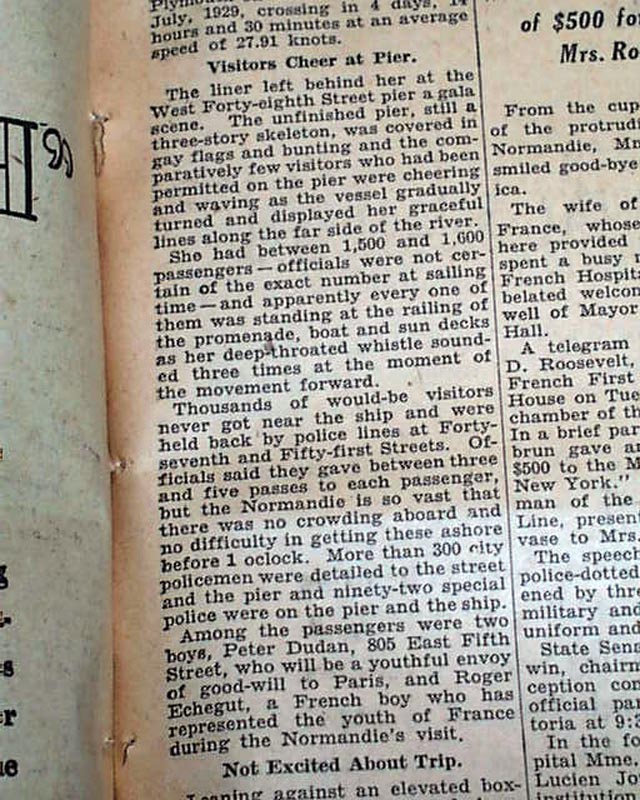 July, 1929, crossing in 4 days, 14
hours and 30 minutes at an average
speed of 27.91 knots.
Visitors Cheer at Pier.
The liner left behind her at the
West Forty-eighth Street pier a gala
scene. The unfinished pier, still a
three-story skeleton, was covered in
gay flags and bunting and the com-
paratively few visitors who had been
permitted on the pier were cheering
and waving as the vessel gradually
turned and displayed her graceful
lines along the far side of the river.
She had between 1,500 and 1,600
passengers—officials were not cer-
tain of the exact number at sailing
time—and apparently every one of
them was standing at the railing of
the promenade, boat and sun decks
as her deep-throated whistle sound-
ed three times at the moment of
the movement forward.
Thousands of would-be visitors
never got near the ship and were
held back by police lines at Forty-
seventh and Fifty-first Streets. Of-
ficials said they gave between three
and five passes to each passenger,
but the Normandie is so vast that
there was no crowding aboard and
no difficulty in getting these ashore
before 1 oclock. More than 300 city
policemen were detailed to the street
and the pier and ninety-two special
police were on the pier and the ship.
Among the passengers were two
boys, Peter Dudan, 805 East Fifth
Street, who will be a youthful envoy
of good-will to Paris, and Roger
Echegut, a French boy who has
represented the youth of France
during the Normandie's visit.
Not Excited About Trip.
Leaning against an elevated box-
of $500 for
Mrs. Ro
From the cup
of the protrudi
Normandie, Mm
smiled good-bye
ica.
The wife of
France, whose
here provided
spent a busy
French Hospita
belated welcom
well of Mayor
Hall.
A telegram
D. Roosevelt,
French First
House on Tue
chamber of th
In a brief par
brun gave an
$500 to the M
New York."
man of the
Line, present
vase to Mrs.
The speech
police-dotted
ened by thre
military and
uniform and
State Sena
win, chairm
ception com
official par
toria at 9:3
In the fo
pital Mme.
Lucien Jo
institution